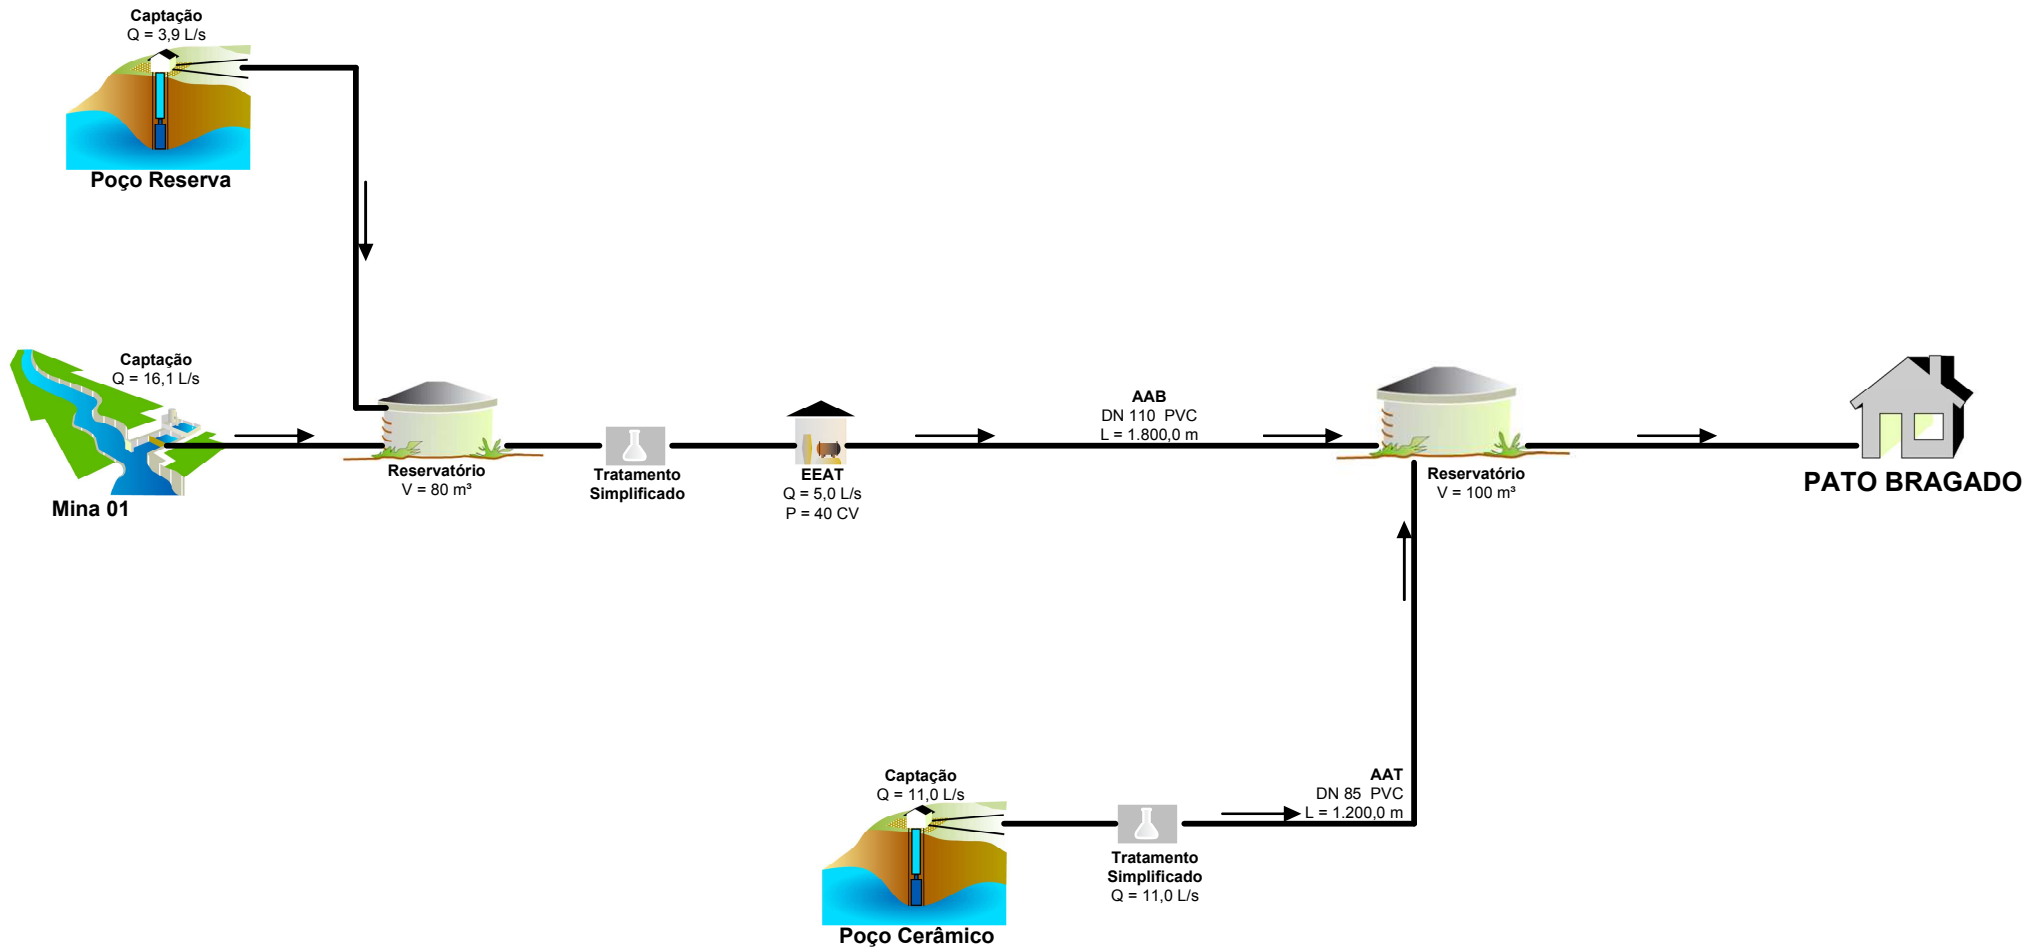 Captação
Q = 3,9 L/s
Poço Reserva
Captação
Q = 16,1 L/s
Mina 01
Reservatório
V = 80 m³
Tratamento
Simplificado
EEAT
Q = 5,0 L/s
P = 40 CV
AAB
DN 110  PVC
L = 1.800,0 m
Reservatório
V = 100 m³
PATO BRAGADO
Captação
Q = 11,0 L/s
Poço Cerâmico
Tratamento
Simplificado
Q = 11,0 L/s
AAT
DN 85  PVC
L = 1.200,0 m